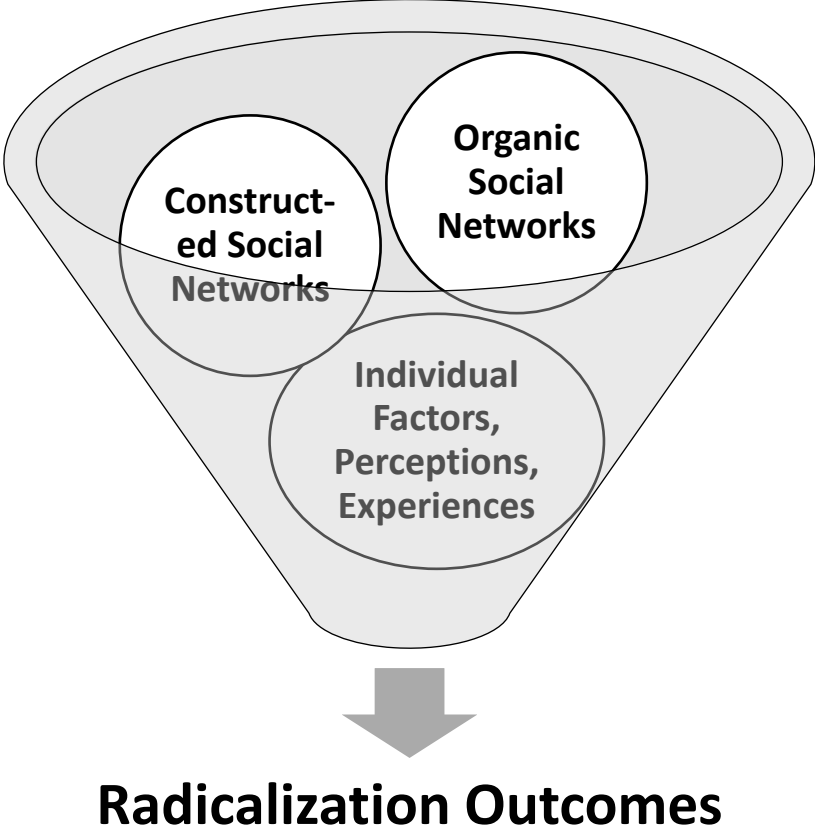 Construct-
ed Social
Networks
Organic
Social
Networks
Individual
Factors,
Perceptions,
Experiences
Radicalization Outcomes